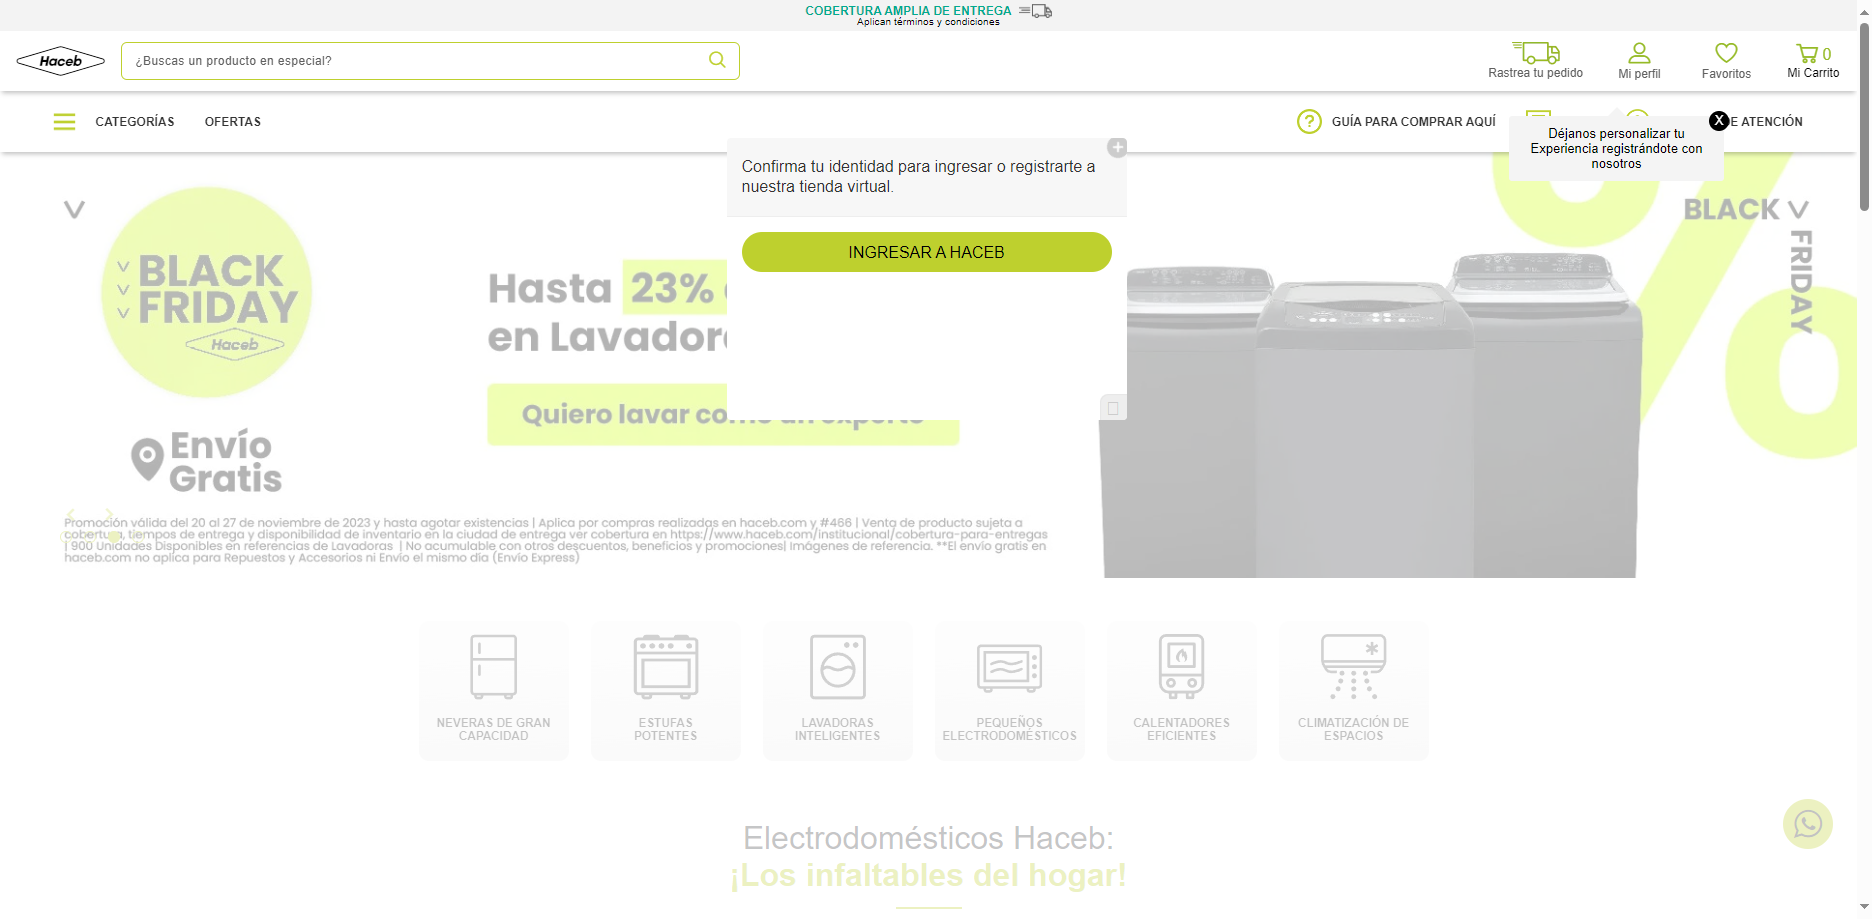 COBERTURA AMPLIA DE ENTREGA
Aplican términos y condiciones
Haceb
¿Buscas un producto en especial?
Rastrea tu pedido
Mi perfil
Favoritos
0
Mi Carrito
CATEGORÍAS
OFERTAS
GUÍA PARA COMPRAR AQUÍ
X
E ATENCIÓN
Déjanos personalizar tu
Experiencia registrándote con
nosotros
Confirma tu identidad para ingresar o registrarte a
nuestra tienda virtual.
INGRESAR A HACEB
BLACK
FRIDAY
Haceb
Envío
Gratis
Hasta 23%
en Lavador
Quiero lavar como un experto
BLACK
FRIDAY
%
Promoción válida del 20 al 27 de noviembre de 2023 y hasta agotar existencias | Aplica por compras realizadas en haceb.com y #466 | Venta de producto sujeta a
cobertura, tiempos de entrega y disponibilidad de inventario en la ciudad de entrega ver cobertura en https://www.haceb.com/institucional/cobertura-para-entregas
| 900 Unidades Disponibles en referencias de Lavadoras | No acumulable con otros descuentos, beneficios y promociones| Imágenes de referencia. **El envío gratis en
haceb.com no aplica para Repuestos y Accesorios ni Envío el mismo día (Envío Express)
NEVERAS DE GRAN
CAPACIDAD
ESTUFAS
POTENTES
LAVADORAS
INTELIGENTES
PEQUEÑOS
ELECTRODOMÉSTICOS
CALENTADORES
EFICIENTES
CLIMATIZACIÓN DE
ESPACIOS
Electrodomésticos Haceb:
¡Los infaltables del hogar!